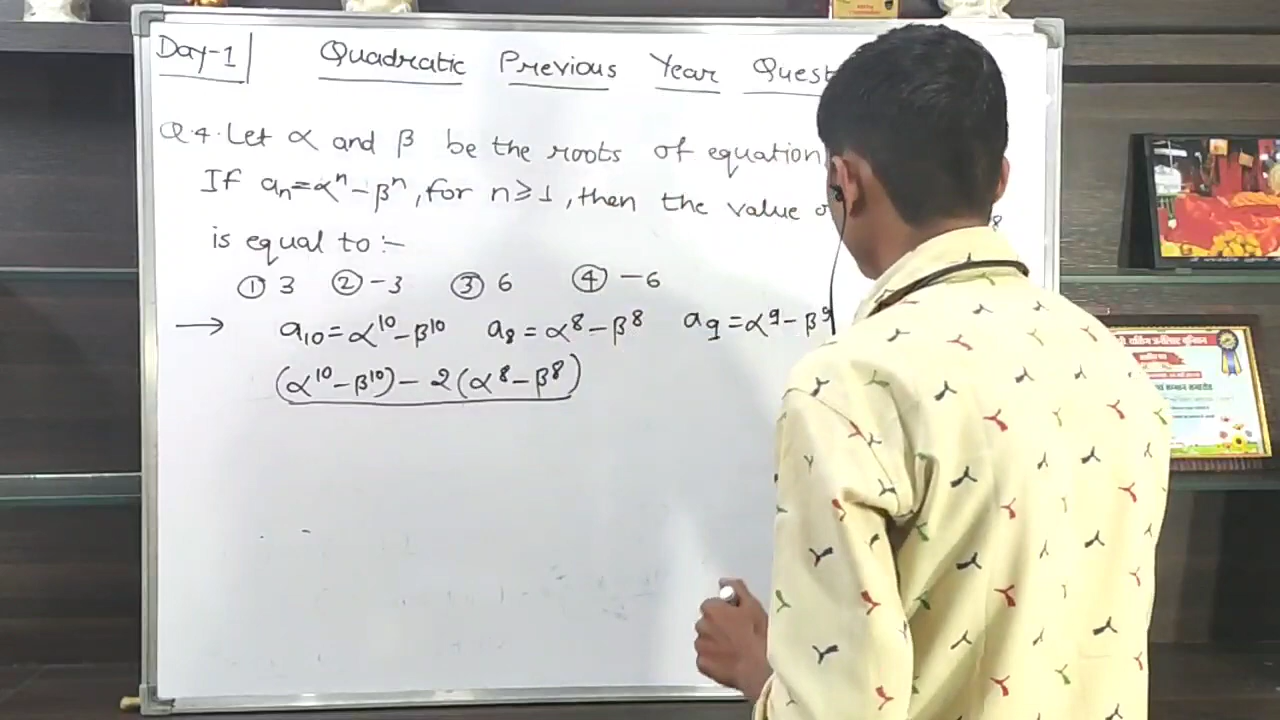 Day-1 Quadratic Previous Year Quest
Q.4. Let α and β be the roots of equation
If aₙ=αⁿ-βⁿ, for n≥1, then the value 8
is equal to :-
① 3 ② -3 ③ 6 ④ -6
→ a₁₀=α¹⁰-β¹⁰ a₈=α⁸-β⁸ a₉=α⁹-β⁹
(α¹⁰-β¹⁰)-2(α⁸-β⁸)